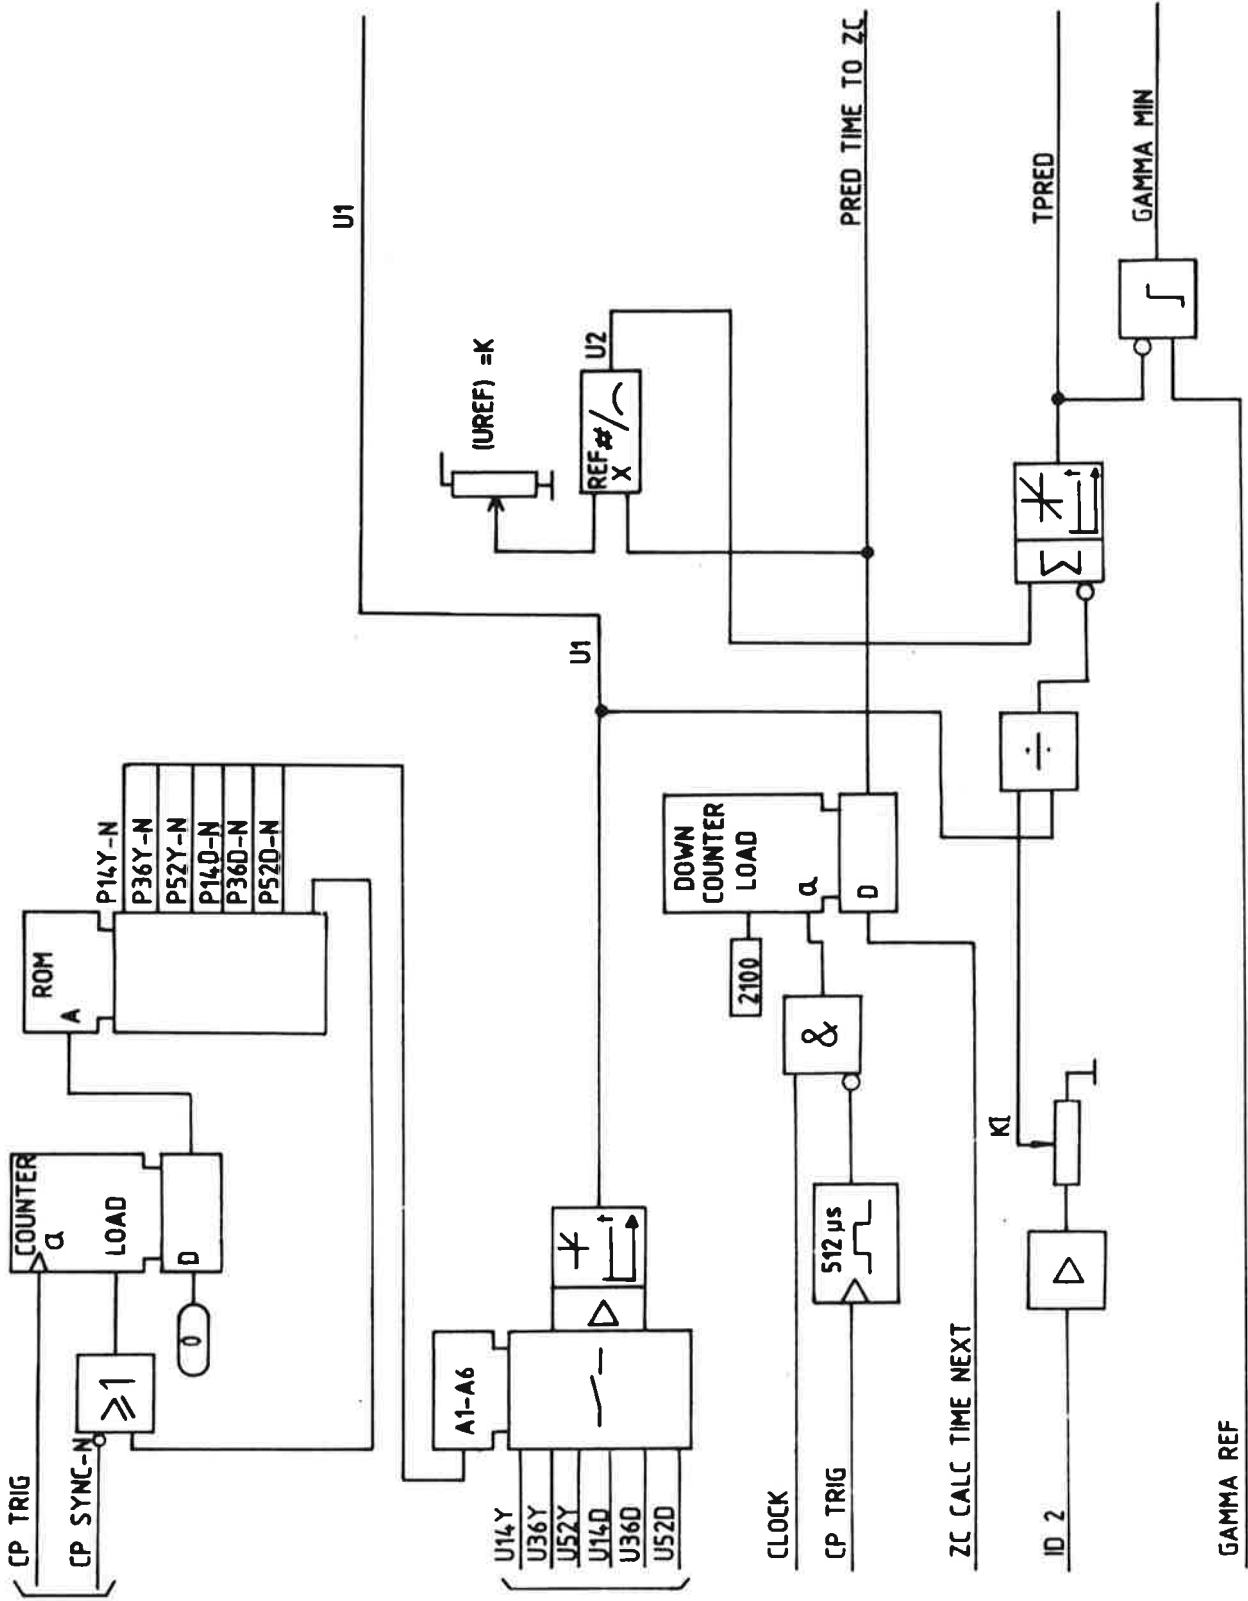 CP TRIG
CP SYNC-N
≥1
COUNTER
a
LOAD
D
0
ROM
A
P14Y-N
P36Y-N
P52Y-N
P14D-N
P36D-N
P52D-N
U14Y
U36Y
U52Y
U14D
U36D
U52D
A1-A6
t
U1
U1
(UREF) =K
REF #/
X
U2
CLOCK
CP TRIG
512 µs
&
2100
DOWN
COUNTER
LOAD
a
D
PRED TIME TO ZC
ZC CALC TIME NEXT
ID 2
KI
÷
Σ
t
TPRED
GAMMA MIN
GAMMA REF